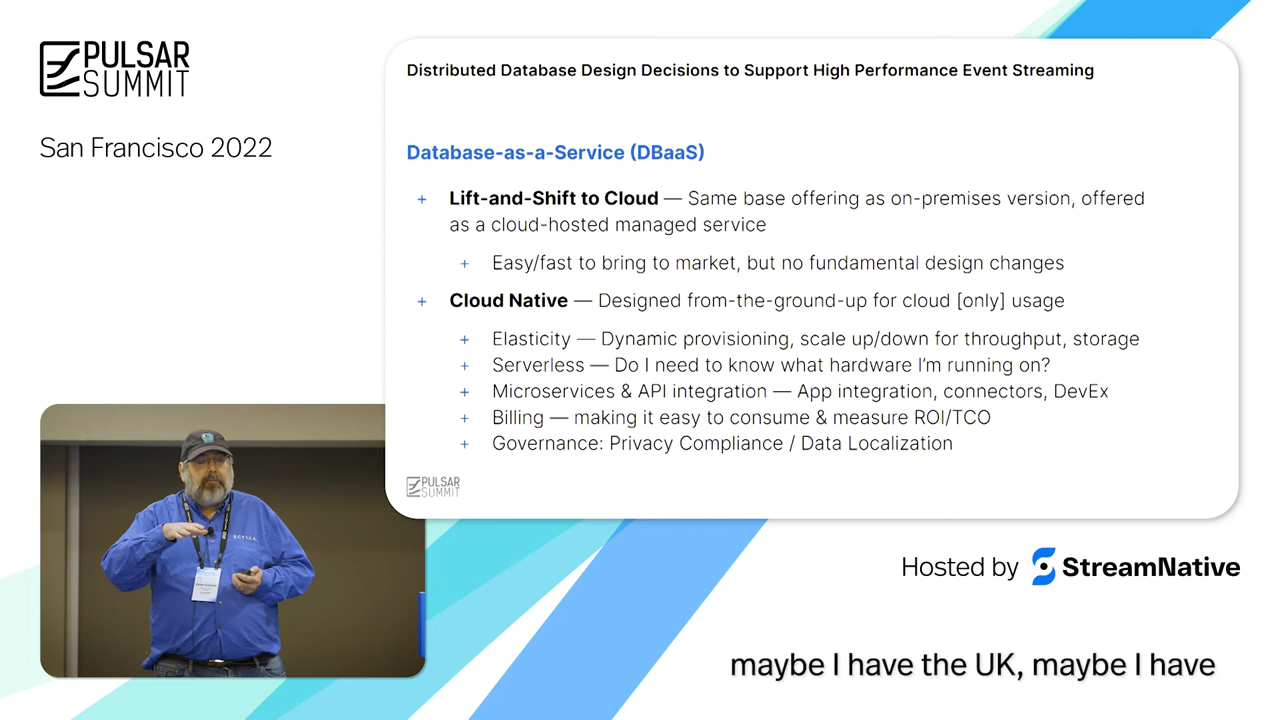 PULSAR
SUMMIT
San Francisco 2022
Distributed Database Design Decisions to Support High Performance Event Streaming
Database-as-a-Service (DBaaS)
+ Lift-and-Shift to Cloud — Same base offering as on-premises version, offered
as a cloud-hosted managed service
+ Easy/fast to bring to market, but no fundamental design changes
+ Cloud Native — Designed from-the-ground-up for cloud [only] usage
+ Elasticity — Dynamic provisioning, scale up/down for throughput, storage
+ Serverless — Do I need to know what hardware I'm running on?
+ Microservices & API integration — App integration, connectors, DevEx
+ Billing — making it easy to consume & measure ROI/TCO
+ Governance: Privacy Compliance / Data Localization
PULSAR
SUMMIT
SCYLLA
Hosted by StreamNative
maybe I have the UK, maybe I have